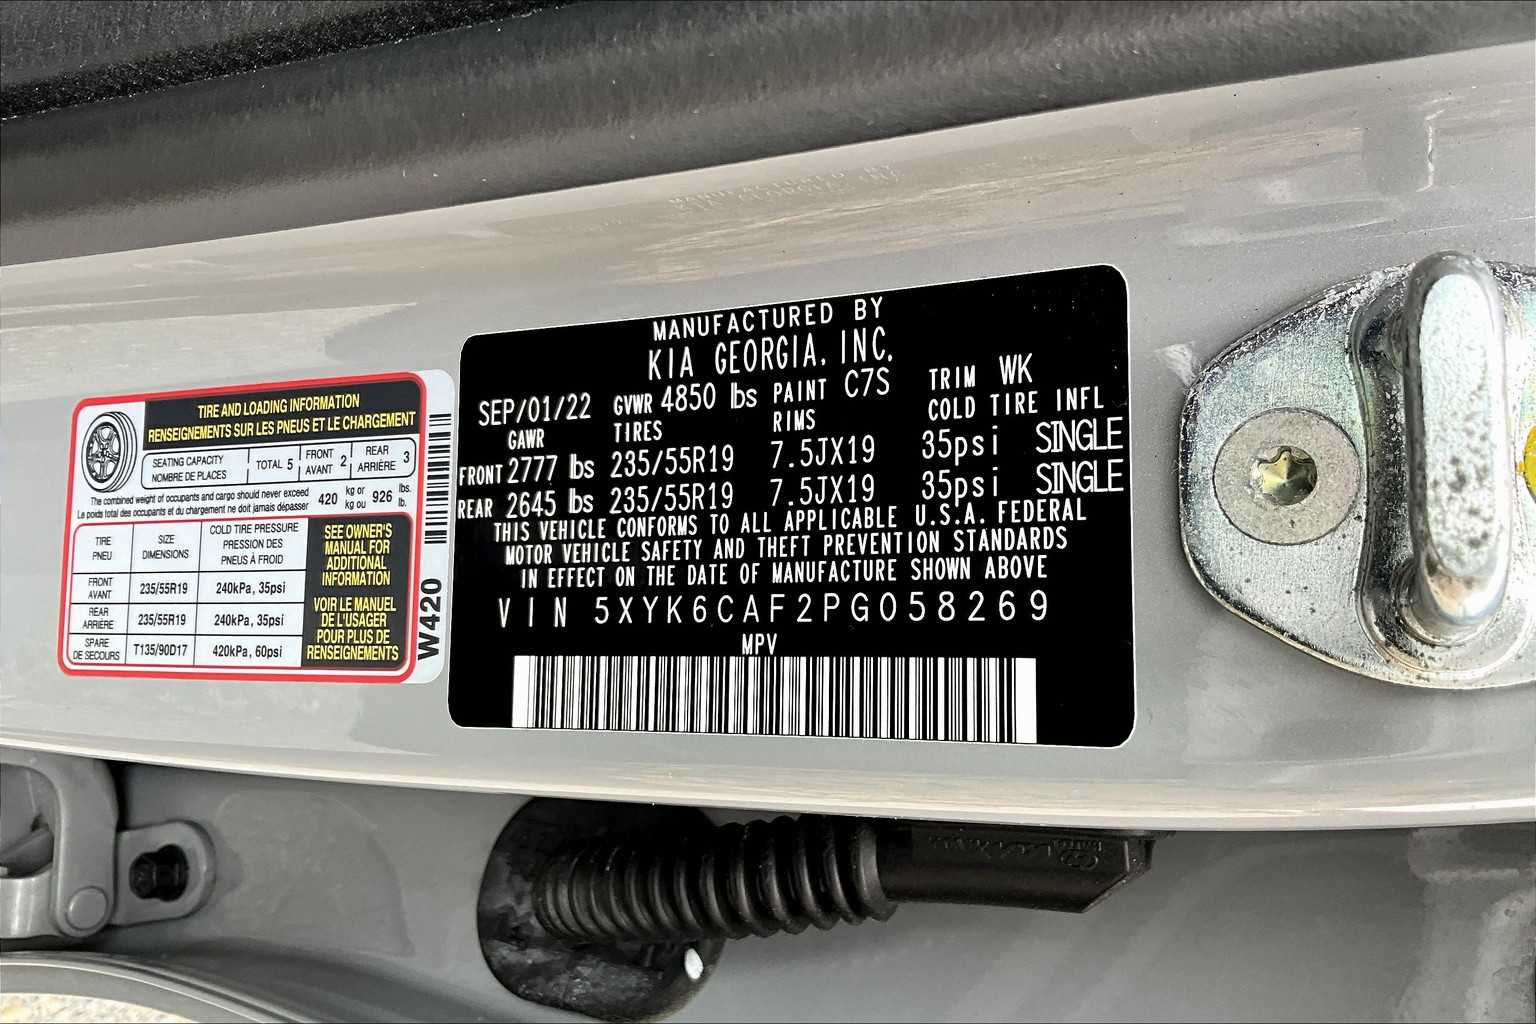 TIRE AND LOADING INFORMATION
RENSEIGNEMENTS SUR LES PNEUS ET LE CHARGEMENT
SEATING CAPACITY
NOMBRE DE PLACES
TOTAL 5
FRONT
AVANT 2
REAR
ARRIÈRE 3
The combined weight of occupants and cargo should never exceed
Le poids total des occupants et du chargement ne doit jamais dépasser
420 kg or
kg ou
926 lbs.
lb.
TIRE
PNEU
SIZE
DIMENSIONS
COLD TIRE PRESSURE
PRESSION DES
PNEUS À FROID
FRONT
AVANT
235/55R19
240kPa, 35psi
REAR
ARRIÈRE
235/55R19
240kPa, 35psi
SPARE
DE SECOURS
T135/90D17
420kPa, 60psi
SEE OWNER'S
MANUAL FOR
ADDITIONAL
INFORMATION
VOIR LE MANUEL
DE L'USAGER
POUR PLUS DE
RENSEIGNEMENTS
W420
MANUFACTURED BY
KIA GEORGIA, INC.
SEP/01/22 GVWR 4850 lbs PAINT C7S TRIM WK
GAWR TIRES RIMS COLD TIRE INFL
FRONT 2777 lbs 235/55R19 7.5JX19 35psi SINGLE
REAR 2645 lbs 235/55R19 7.5JX19 35psi SINGLE
THIS VEHICLE CONFORMS TO ALL APPLICABLE U.S.A. FEDERAL
MOTOR VEHICLE SAFETY AND THEFT PREVENTION STANDARDS
IN EFFECT ON THE DATE OF MANUFACTURE SHOWN ABOVE
VIN 5XYK6CAF2PG058269
MPV